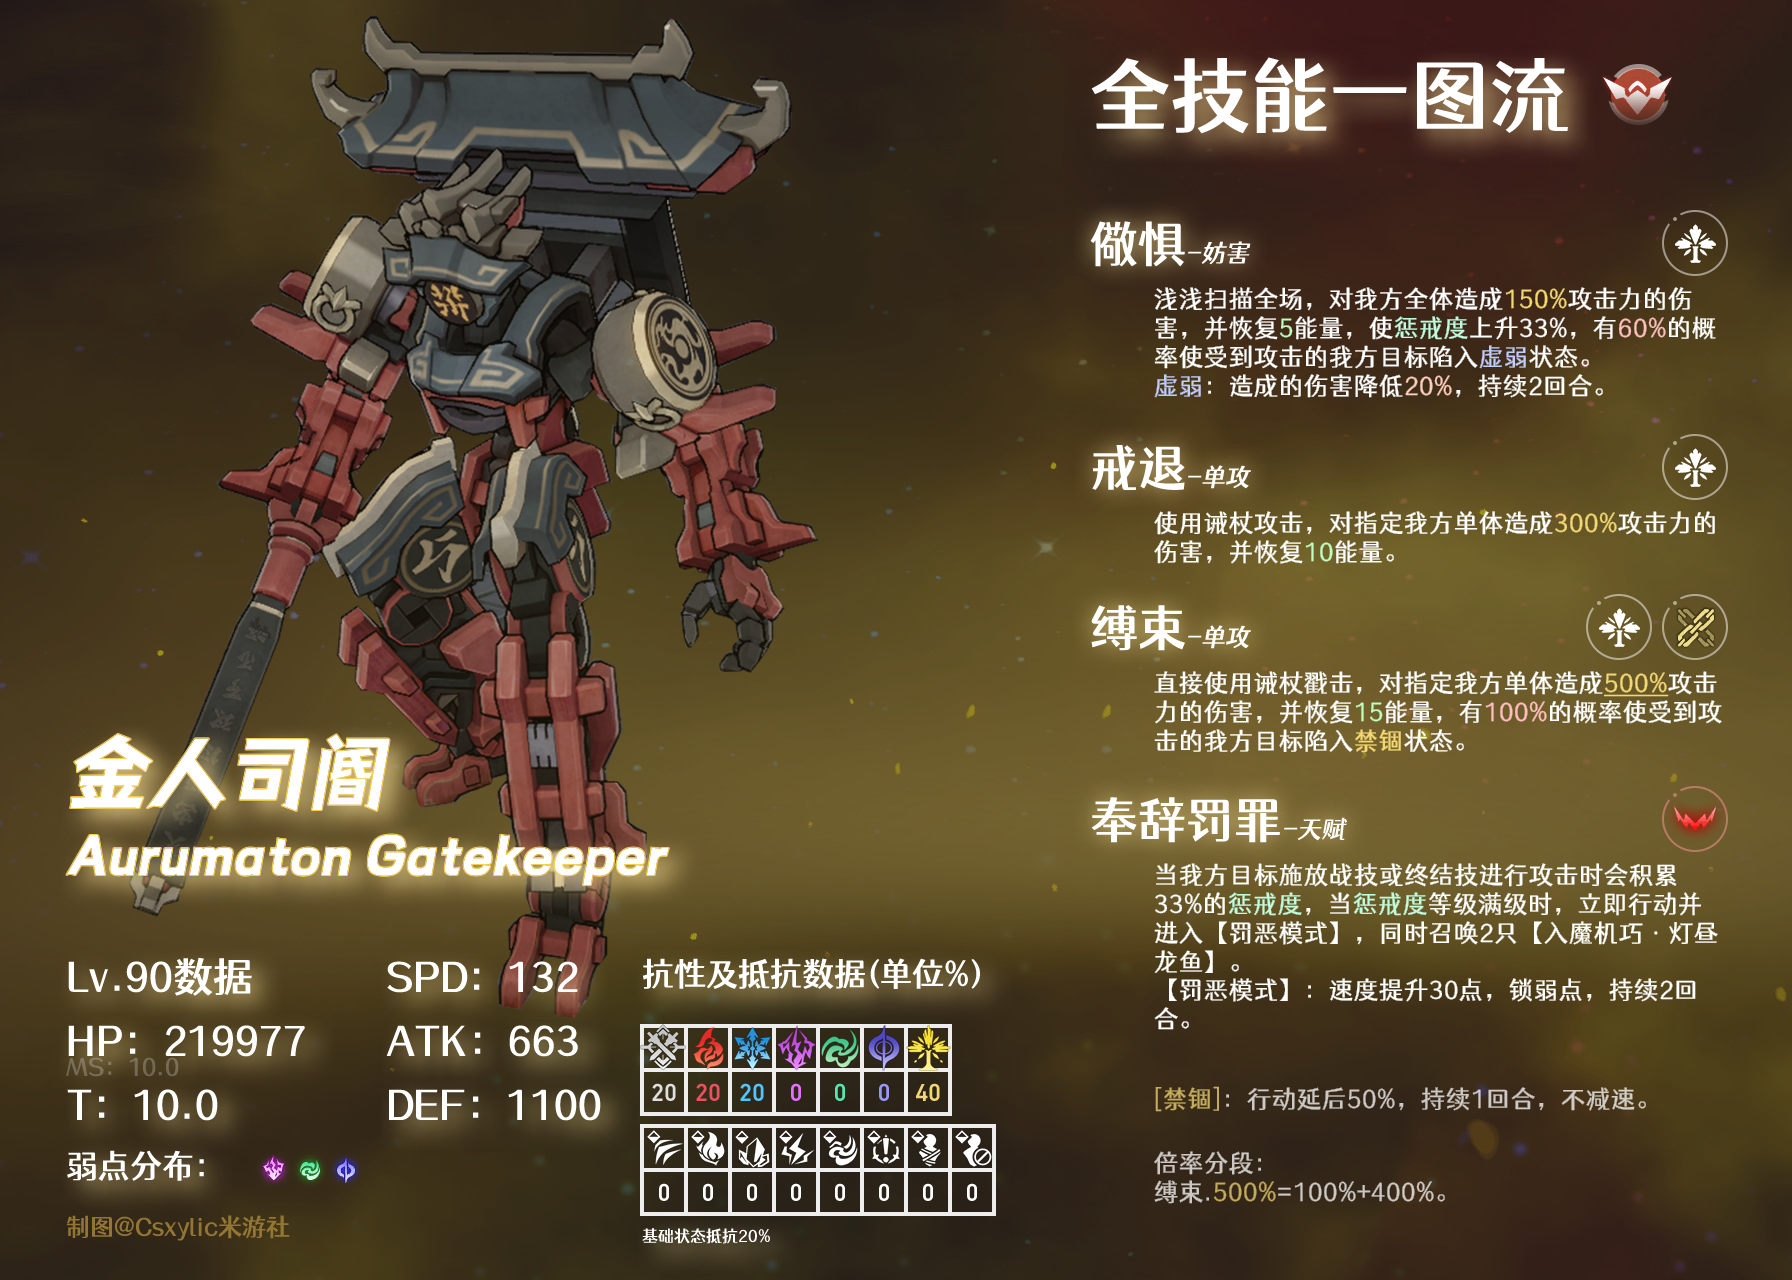 全技能一图流
儆惧-妨害
浅浅扫描全场，对我方全体造成150%攻击力的伤
害，并恢复5能量，使惩戒度上升33%，有60%的概
率使受到攻击的我方目标陷入虚弱状态。
虚弱：造成的伤害降低20%，持续2回合。
戒退-单攻
使用诫杖攻击，对指定我方单体造成300%攻击力的
伤害，并恢复10能量。
缚束-单攻
直接使用诫杖戳击，对指定我方单体造成500%攻击
力的伤害，并恢复15能量，有100%的概率使受到攻
击的我方目标陷入禁锢状态。
奉辞罚罪-天赋
当我方目标施放战技或终结技进行攻击时会积累
33%的惩戒度，当惩戒度等级满级时，立即行动并
进入【罚恶模式】，同时召唤2只【入魔机巧·灯昼
龙鱼】。
【罚恶模式】：速度提升30点，锁弱点，持续2回
合。
[禁锢]：行动延后50%，持续1回合，不减速。
倍率分段：
缚束.500%=100%+400%。
金人司阍
Aurumaton Gatekeeper
Lv.90数据
SPD：132
HP：219977
ATK：663
MS：10.0
T：10.0
DEF：1100
弱点分布：
制图@Csxylic米游社
抗性及抵抗数据(单位%)
20 20 20 0 0 0 40
0 0 0 0 0 0 0 0
基础状态抵抗20%